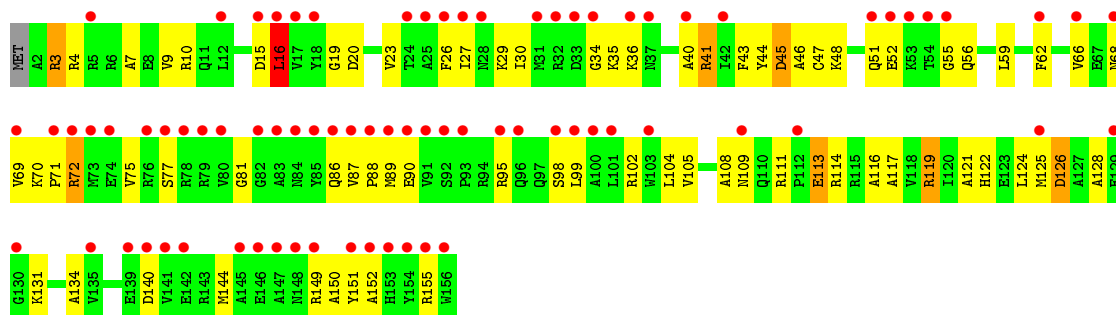 MET A2 R3 R4 R5 R6 A7 E8 V9 R10 Q11 L12 D15 L16 V17 Y18 G19 D20 V23 T24 A25 F26 I27 N28 K29 I30 M31 R32 D33 G34 K35 K36 N37 A40 R41 I42 F43 Y44 D45 A46 C47 K48 Q51 E52 K53 T54 G55 Q56 L59 F62 V66 E67 N68
V69 K70 P71 R72 M73 E74 V75 R76 S77 R78 R79 V80 G81 G82 A83 N84 Y85 Q86 V87 P88 M89 E90 V91 S92 P93 R94 R95 Q96 Q97 S98 L99 A100 L101 R102 W103 L104 V105 A108 N109 Q110 R111 P112 E113 R114 R115 A116 A117 V118 R119 I120 A121 H122 E123 L124 M125 D126 A127 A128 E129
G130 K131 A134 V135 E139 D140 V141 E142 R143 M144 A145 E146 A147 N148 R149 A150 Y151 A152 H153 Y154 R155 W156